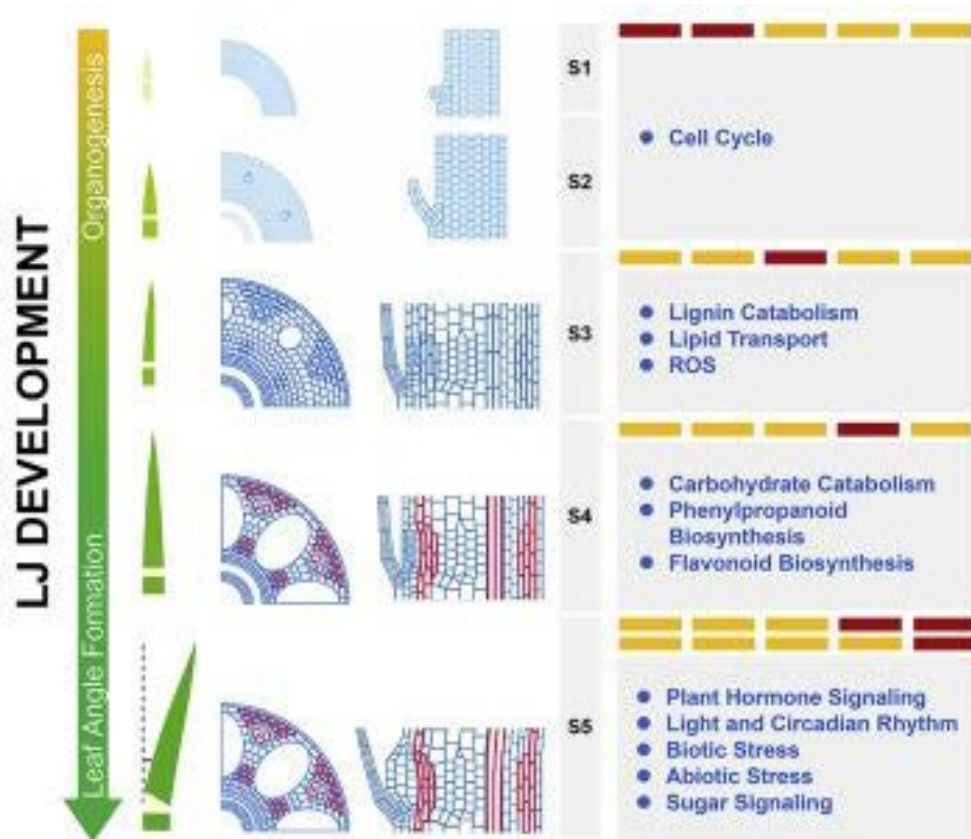 LJ DEVELOPMENT
Organogenesis
Leaf Angle Formation
S1
S2
Cell Cycle
S3
Lignin Catabolism
Lipid Transport
ROS
S4
Carbohydrate Catabolism
Phenylpropanoid
Biosynthesis
Flavonoid Biosynthesis
S5
Plant Hormone Signaling
Light and Circadian Rhythm
Biotic Stress
Abiotic Stress
Sugar Signaling